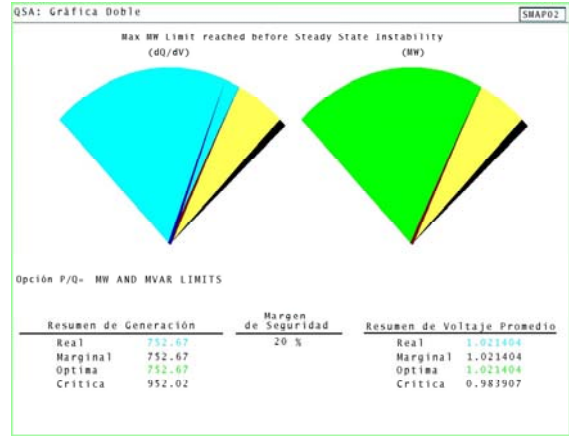 QSA: Gráfica Doble SMAP02
Max MW Limit reached before Steady State Instability
(dQ/dV) (MW)
Opción P/Q= MW AND MVAR LIMITS
Resumen de Generación
Real 752.67
Marginal 752.67
Optima 752.67
Crítica 952.02
Margen
de Seguridad
20 %
Resumen de Voltaje Promedio
Real 1.021404
Marginal 1.021404
Optima 1.021404
Crítica 0.983907